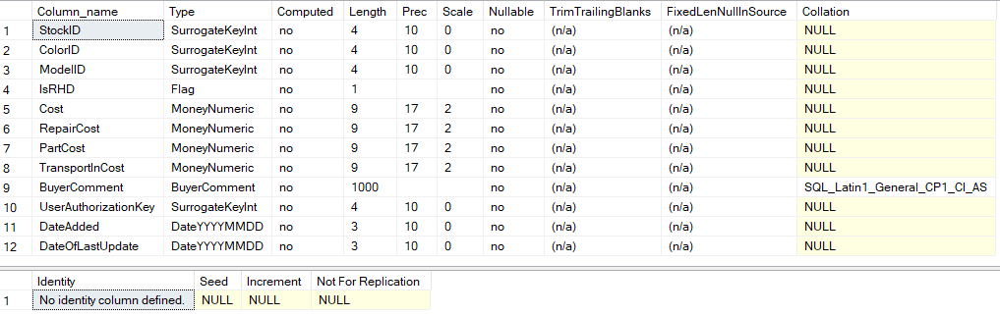 Column_name Type Computed Length Prec Scale Nullable TrimTrailingBlanks FixedLenNullInSource Collation
1 StockID SurrogateKeyInt no 4 10 0 no (n/a) (n/a) NULL
2 ColorID SurrogateKeyInt no 4 10 0 no (n/a) (n/a) NULL
3 ModelID SurrogateKeyInt no 4 10 0 no (n/a) (n/a) NULL
4 IsRHD Flag no 1 no (n/a) (n/a) NULL
5 Cost MoneyNumeric no 9 17 2 no (n/a) (n/a) NULL
6 RepairCost MoneyNumeric no 9 17 2 no (n/a) (n/a) NULL
7 PartCost MoneyNumeric no 9 17 2 no (n/a) (n/a) NULL
8 TransportInCost MoneyNumeric no 9 17 2 no (n/a) (n/a) NULL
9 BuyerComment BuyerComment no 1000 no (n/a) (n/a) SQL_Latin1_General_CP1_CI_AS
10 UserAuthorizationKey SurrogateKeyInt no 4 10 0 no (n/a) (n/a) NULL
11 DateAdded DateYYYYMMDD no 3 10 0 no (n/a) (n/a) NULL
12 DateOfLastUpdate DateYYYYMMDD no 3 10 0 no (n/a) (n/a) NULL
Identity Seed Increment Not For Replication
1 No identity column defined. NULL NULL NULL